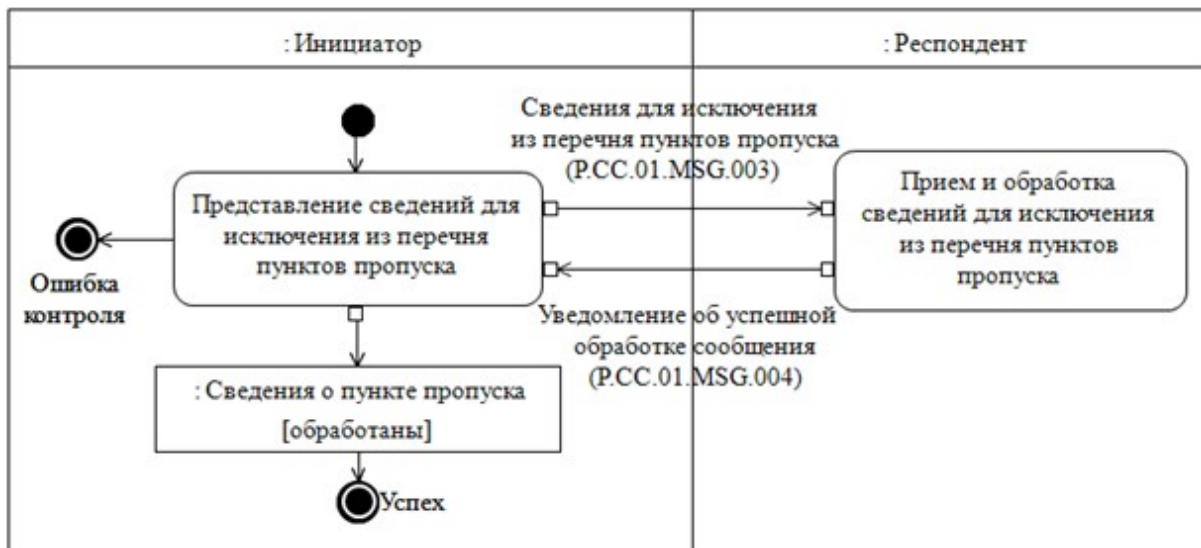 : Инициатор
: Респондент
Сведения для исключения
из перечня пунктов пропуска
(P.CC.01.MSG.003)
Представление сведений для
исключения из перечня
пунктов пропуска
Прием и обработка
сведений для исключения
из перечня пунктов
пропуска
Ошибка
контроля
Уведомление об успешной
обработке сообщения
(P.CC.01.MSG.004)
: Сведения о пункте пропуска
[обработаны]
Успех